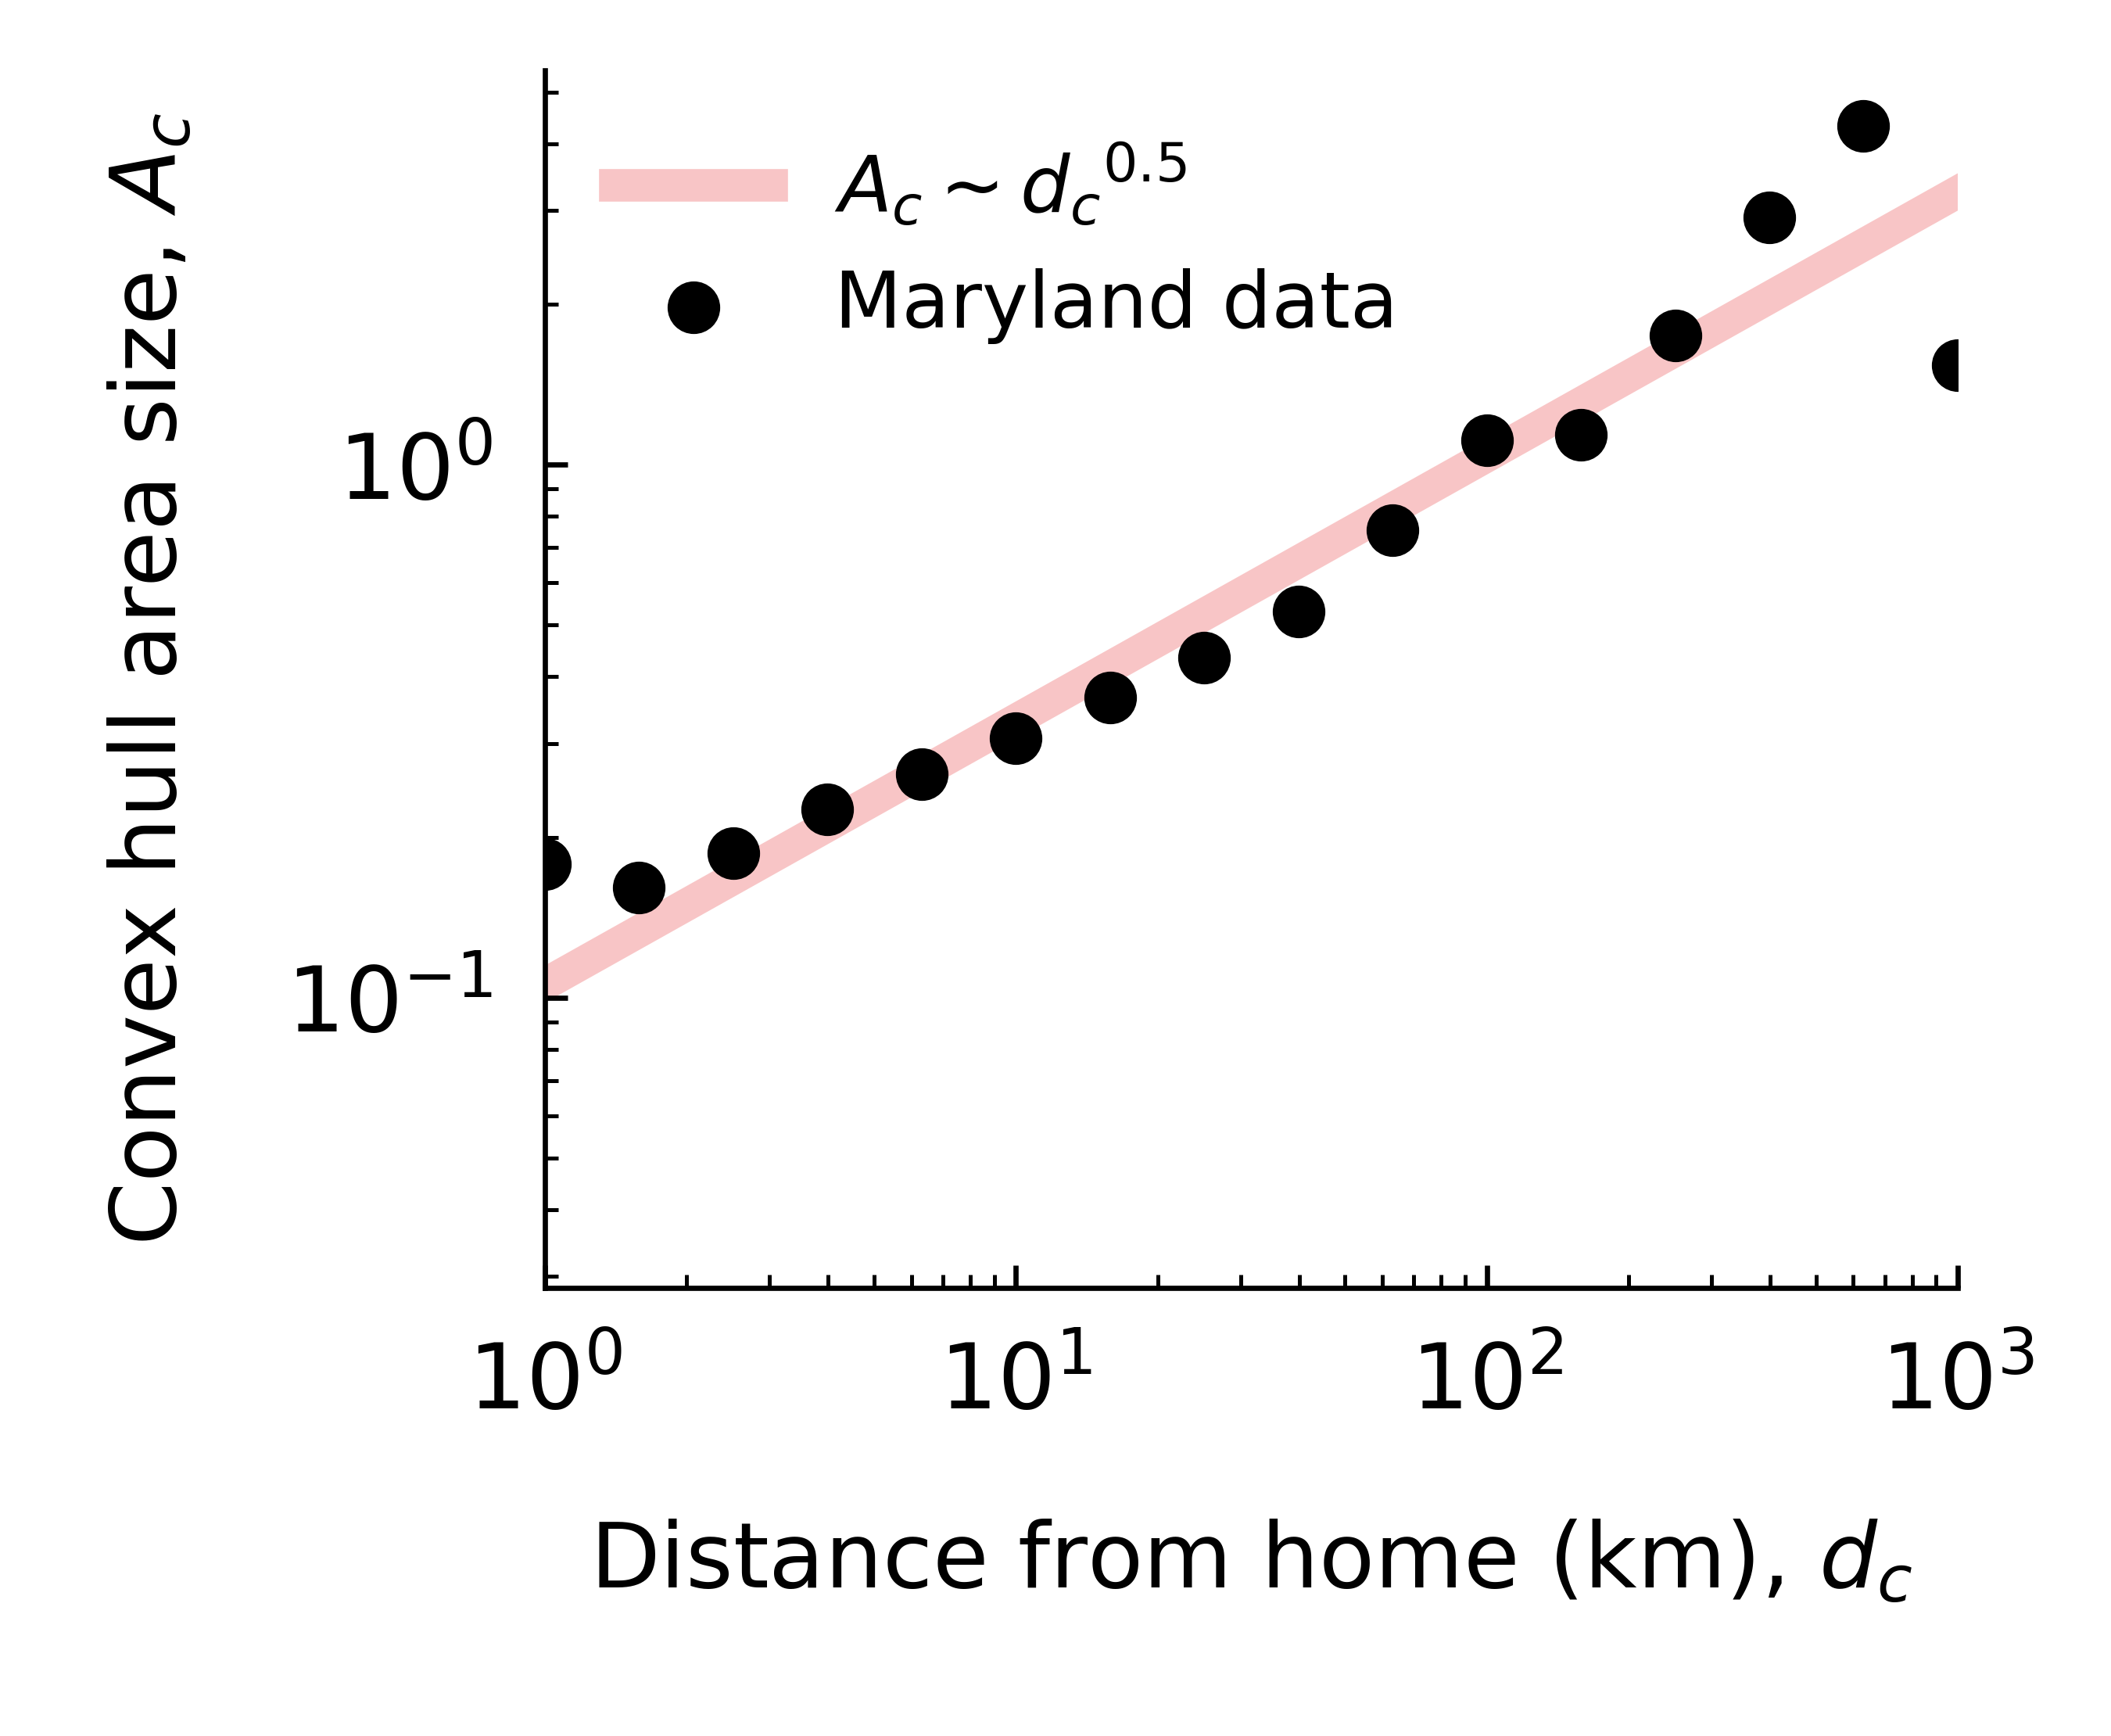 A_c ~ d_c^0.5
Maryland data
Convex hull area size, A_c
10^0
10^−1
10^0 10^1 10^2 10^3
Distance from home (km), d_c